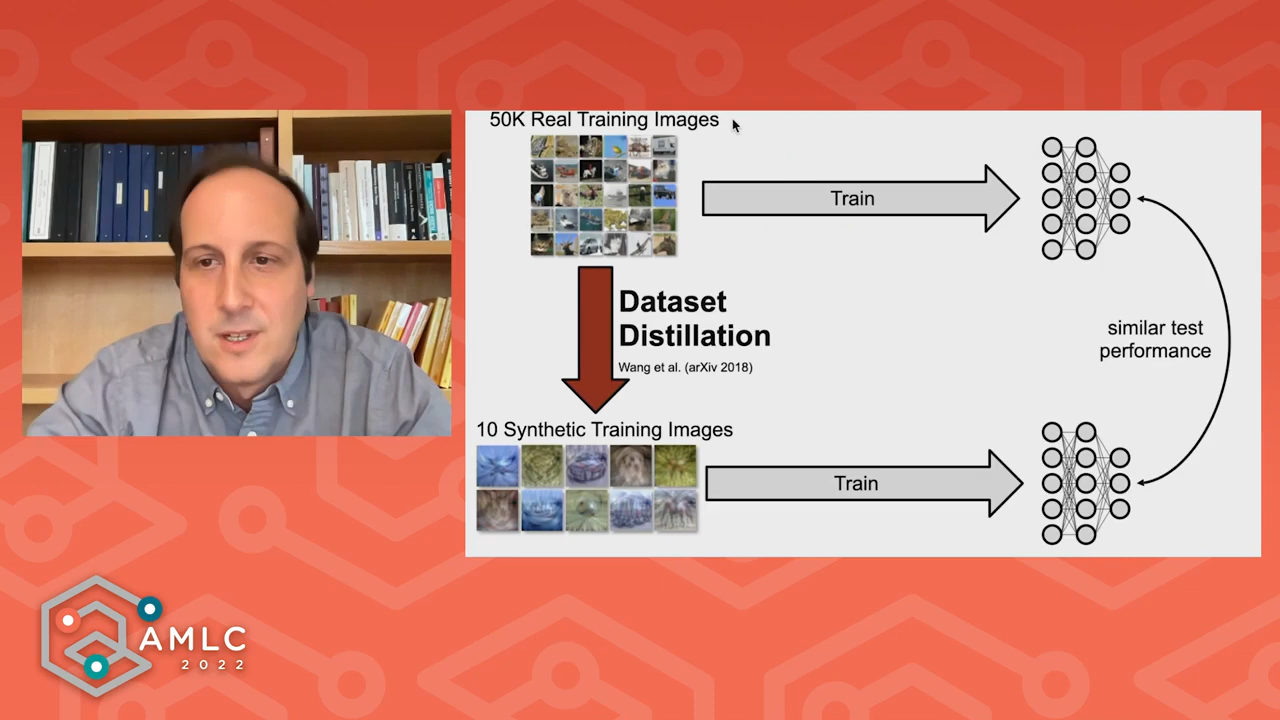 50K Real Training Images
Train
Dataset
Distillation
Wang et al. (arXiv 2018)
similar test
performance
10 Synthetic Training Images
Train
AMLC
2022